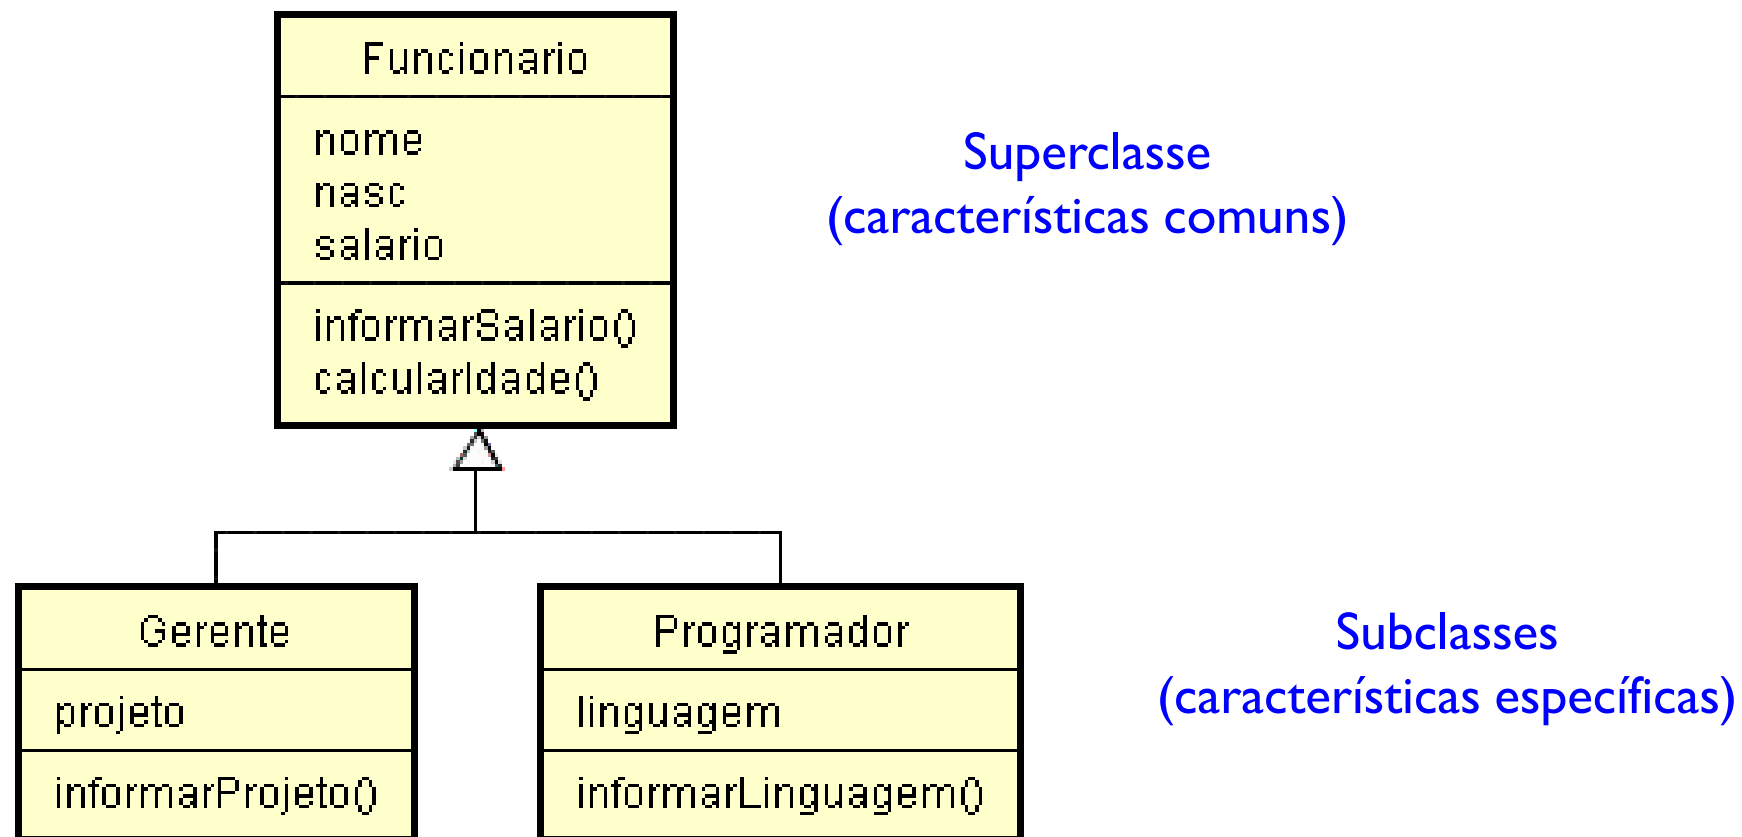 Funcionario
nome
nasc
salario
informarSalario()
calcularIdade()
Superclasse
(características comuns)
Gerente
projeto
informarProjeto()
Programador
linguagem
informarLinguagem()
Subclasses
(características específicas)